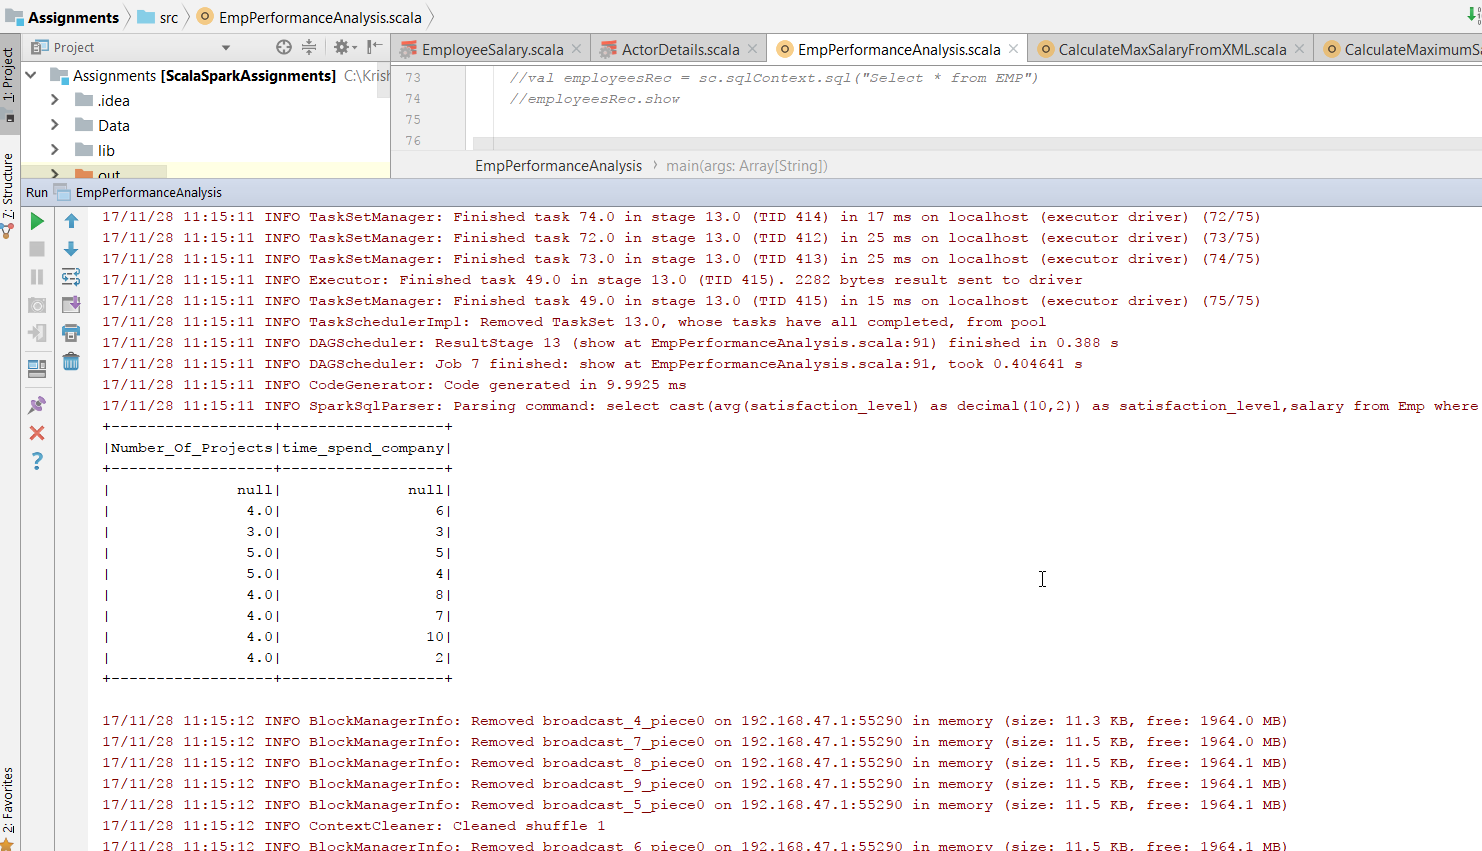 Assignments src EmpPerformanceAnalysis.scala
Project EmployeeSalary.scala ActorDetails.scala EmpPerformanceAnalysis.scala CalculateMaxSalaryFromXML.scala CalculateMaximumS
1: Project
7: Structure
2: Favorites
Assignments [ScalaSparkAssignments] C:\Krish
.idea
Data
lib
out
73 //val employeesRec = sc.sqlContext.sql("Select * from EMP")
74 //employeesRec.show
75
76
EmpPerformanceAnalysis main(args: Array[String])
Run EmpPerformanceAnalysis
17/11/28 11:15:11 INFO TaskSetManager: Finished task 74.0 in stage 13.0 (TID 414) in 17 ms on localhost (executor driver) (72/75)
17/11/28 11:15:11 INFO TaskSetManager: Finished task 72.0 in stage 13.0 (TID 412) in 25 ms on localhost (executor driver) (73/75)
17/11/28 11:15:11 INFO TaskSetManager: Finished task 73.0 in stage 13.0 (TID 413) in 25 ms on localhost (executor driver) (74/75)
17/11/28 11:15:11 INFO Executor: Finished task 49.0 in stage 13.0 (TID 415). 2282 bytes result sent to driver
17/11/28 11:15:11 INFO TaskSetManager: Finished task 49.0 in stage 13.0 (TID 415) in 15 ms on localhost (executor driver) (75/75)
17/11/28 11:15:11 INFO TaskSchedulerImpl: Removed TaskSet 13.0, whose tasks have all completed, from pool
17/11/28 11:15:11 INFO DAGScheduler: ResultStage 13 (show at EmpPerformanceAnalysis.scala:91) finished in 0.388 s
17/11/28 11:15:11 INFO DAGScheduler: Job 7 finished: show at EmpPerformanceAnalysis.scala:91, took 0.404641 s
17/11/28 11:15:11 INFO CodeGenerator: Code generated in 9.9925 ms
17/11/28 11:15:11 INFO SparkSqlParser: Parsing command: select cast(avg(satisfaction_level) as decimal(10,2)) as satisfaction_level,salary from Emp where
+-----------------+------------------+
|Number_Of_Projects|time_spend_company|
+-----------------+------------------+
| null| null|
| 4.0| 6|
| 3.0| 3|
| 5.0| 5|
| 5.0| 4|
| 4.0| 8|
| 4.0| 7|
| 4.0| 10|
| 4.0| 2|
+-----------------+------------------+
17/11/28 11:15:12 INFO BlockManagerInfo: Removed broadcast_4_piece0 on 192.168.47.1:55290 in memory (size: 11.3 KB, free: 1964.0 MB)
17/11/28 11:15:12 INFO BlockManagerInfo: Removed broadcast_7_piece0 on 192.168.47.1:55290 in memory (size: 11.5 KB, free: 1964.0 MB)
17/11/28 11:15:12 INFO BlockManagerInfo: Removed broadcast_8_piece0 on 192.168.47.1:55290 in memory (size: 11.5 KB, free: 1964.1 MB)
17/11/28 11:15:12 INFO BlockManagerInfo: Removed broadcast_9_piece0 on 192.168.47.1:55290 in memory (size: 11.5 KB, free: 1964.1 MB)
17/11/28 11:15:12 INFO BlockManagerInfo: Removed broadcast_5_piece0 on 192.168.47.1:55290 in memory (size: 11.5 KB, free: 1964.1 MB)
17/11/28 11:15:12 INFO ContextCleaner: Cleaned shuffle 1
17/11/28 11:15:12 INFO BlockManagerInfo: Removed broadcast_6_piece0 on 192.168.47.1:55290 in memory (size: 11.5 KB, free: 1964.1 MB)